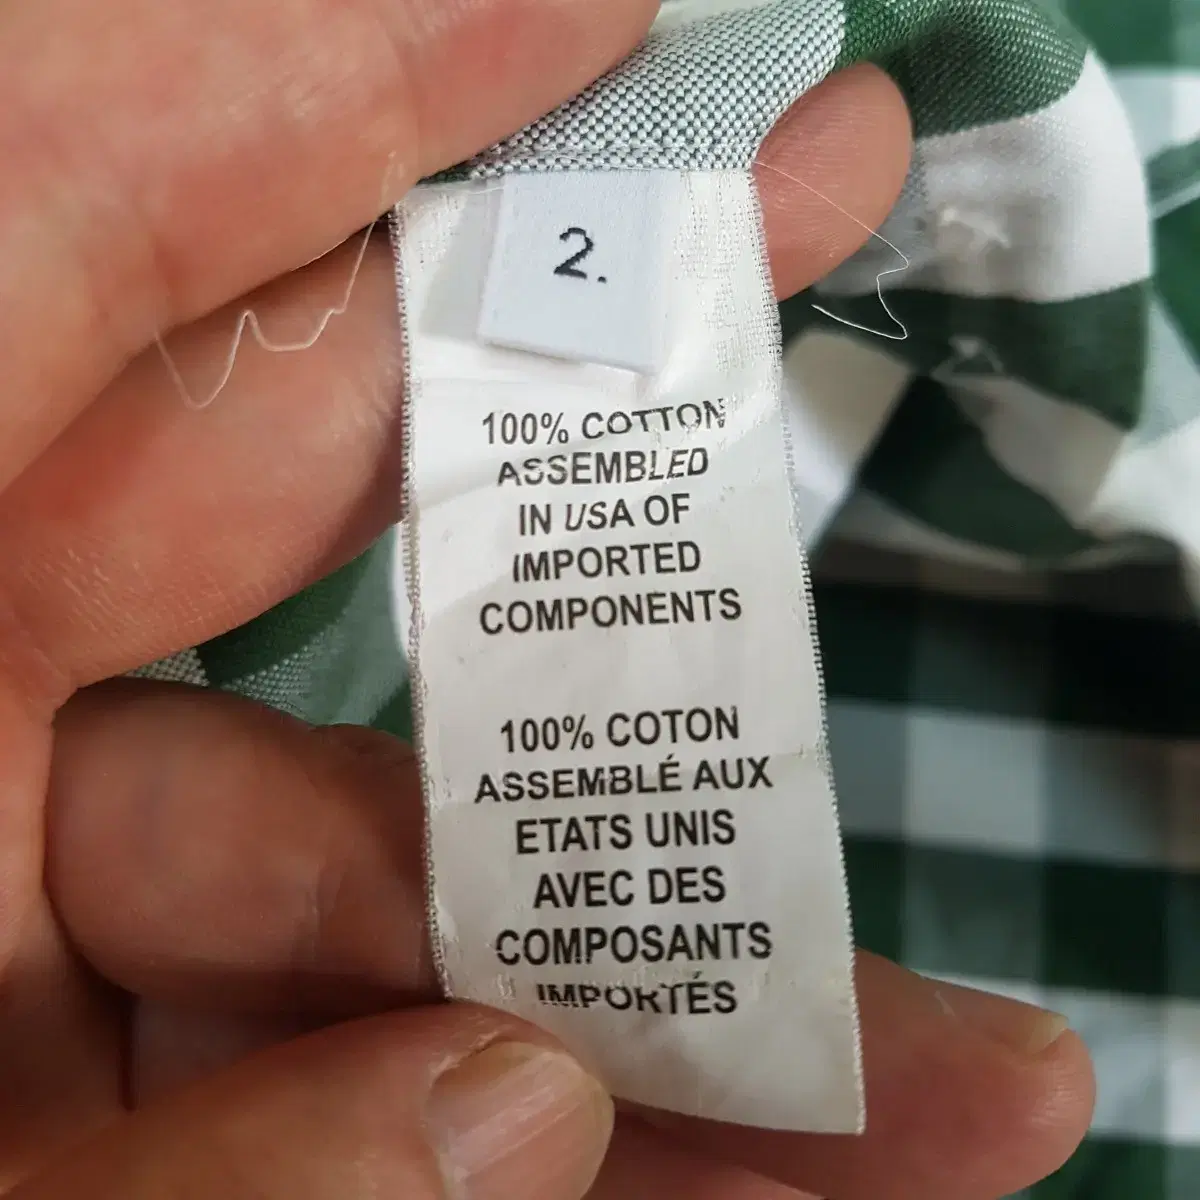 2.
100% COTTON
ASSEMBLED
IN USA OF
IMPORTED
COMPONENTS
100% COTON
ASSEMBLÉ AUX
ETATS UNIS
AVEC DES
COMPOSANTS
IMPORTÉS